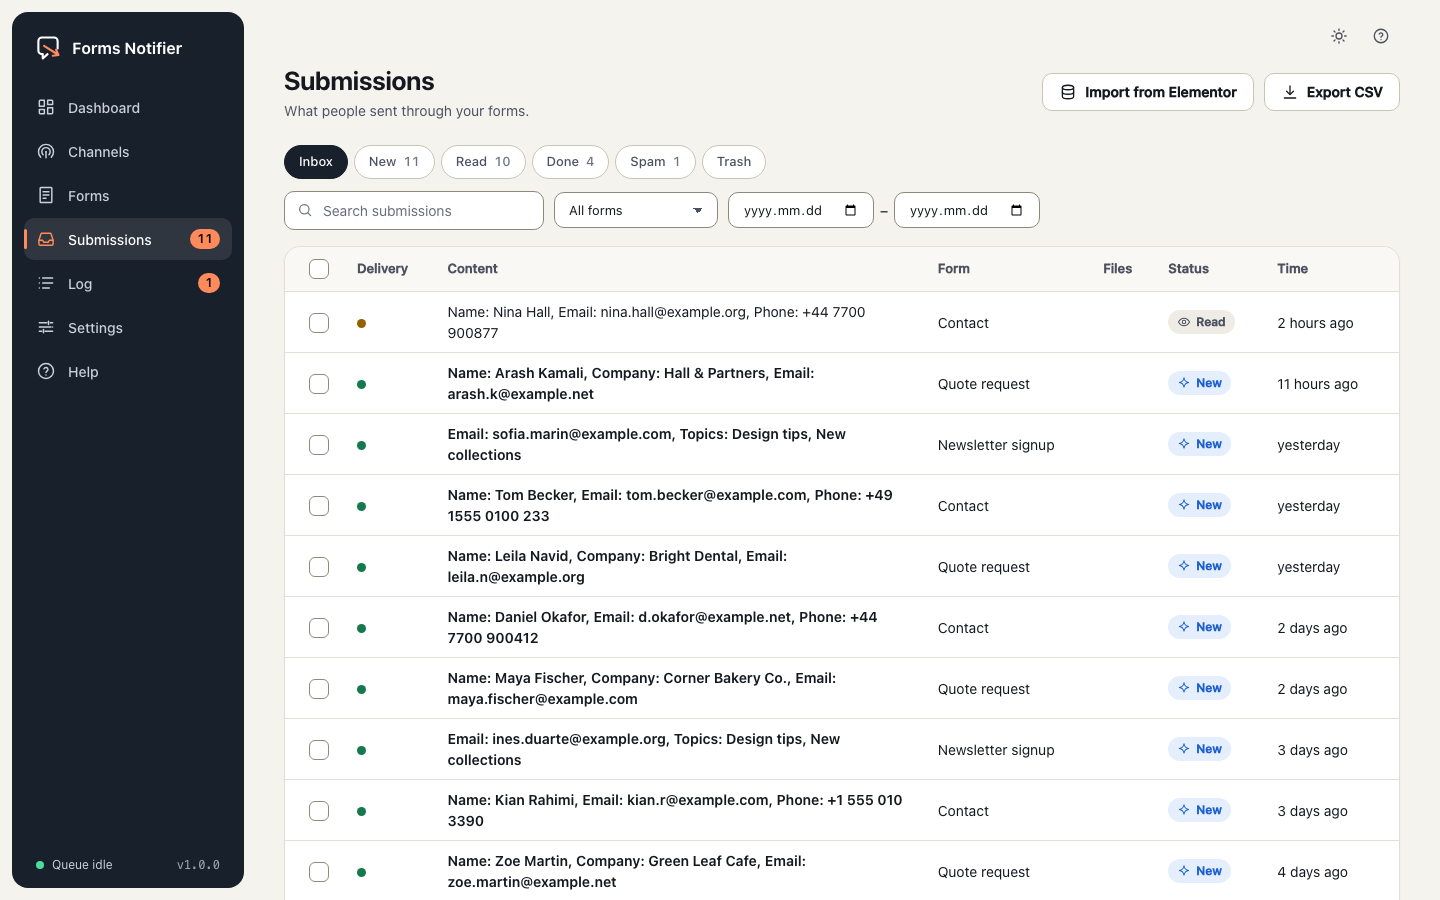 Forms Notifier
Dashboard
Channels
Forms
Submissions 11
Log 1
Settings
Help
Queue idle v1.0.0
Submissions
What people sent through your forms.
Import from Elementor
Export CSV
Inbox
New 11
Read 10
Done 4
Spam 1
Trash
Search submissions
All forms
yyyy.mm.dd – yyyy.mm.dd
Delivery Content Form Files Status Time
Name: Nina Hall, Email: nina.hall@example.org, Phone: +44 7700
900877
Contact Read 2 hours ago
Name: Arash Kamali, Company: Hall & Partners, Email:
arash.k@example.net
Quote request New 11 hours ago
Email: sofia.marin@example.com, Topics: Design tips, New
collections
Newsletter signup New yesterday
Name: Tom Becker, Email: tom.becker@example.com, Phone: +49
1555 0100 233
Contact New yesterday
Name: Leila Navid, Company: Bright Dental, Email:
leila.n@example.org
Quote request New yesterday
Name: Daniel Okafor, Email: d.okafor@example.net, Phone: +44
7700 900412
Contact New 2 days ago
Name: Maya Fischer, Company: Corner Bakery Co., Email:
maya.fischer@example.com
Quote request New 2 days ago
Email: ines.duarte@example.org, Topics: Design tips, New
collections
Newsletter signup New 3 days ago
Name: Kian Rahimi, Email: kian.r@example.com, Phone: +1 555 010
3390
Contact New 3 days ago
Name: Zoe Martin, Company: Green Leaf Cafe, Email:
zoe.martin@example.net
Quote request New 4 days ago